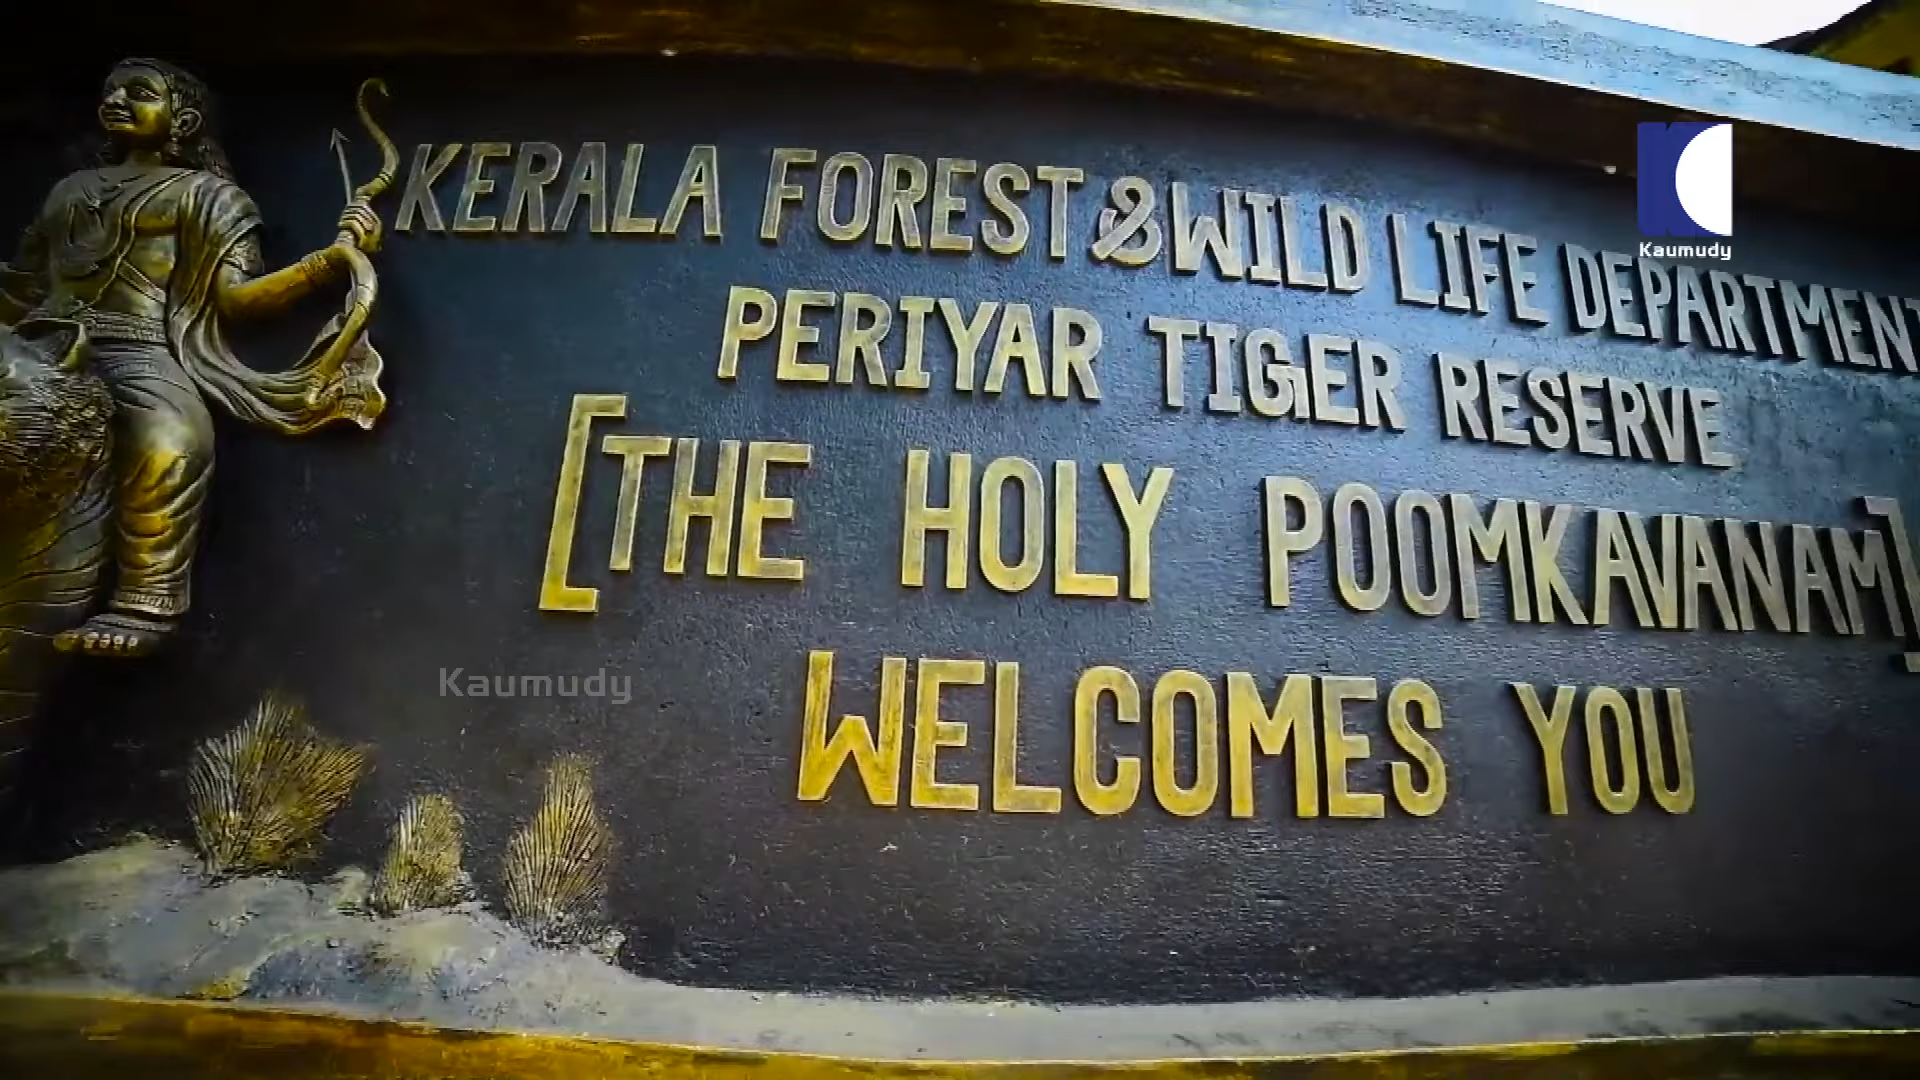 KERALA FOREST & WILD LIFE DEPARTMENT
PERIYAR TIGER RESERVE
[THE HOLY POOMKAVANAM]
WELCOMES YOU
Kaumudy
Kaumudy